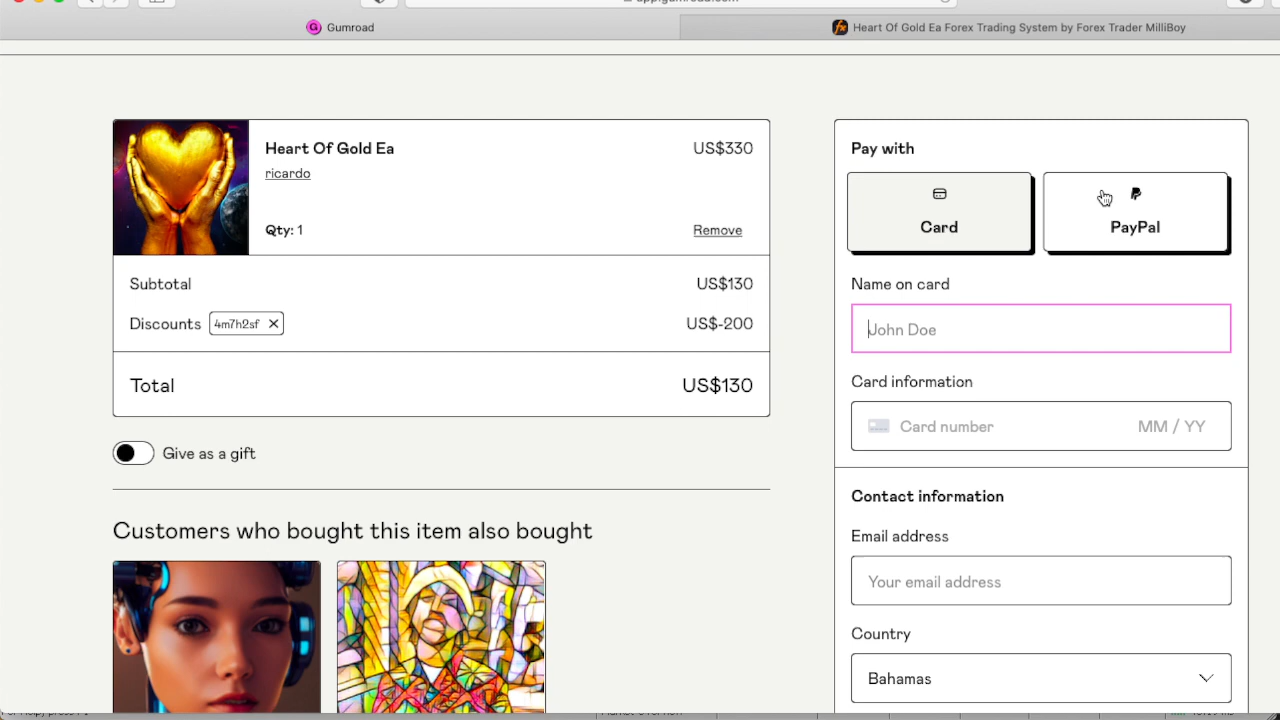 Gumroad
Heart Of Gold Ea Forex Trading System by Forex Trader MilliBoy
Heart Of Gold Ea
US$330
ricardo
Qty: 1
Remove
Subtotal
US$130
Discounts
4m7h2sf
US$-200
Total
US$130
Give as a gift
Customers who bought this item also bought
Pay with
Card
PayPal
Name on card
John Doe
Card information
Card number
MM / YY
Contact information
Email address
Your email address
Country
Bahamas